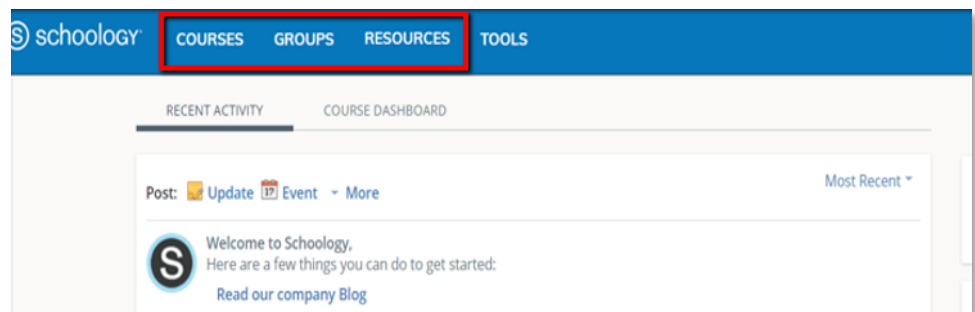 S schoology COURSES GROUPS RESOURCES TOOLS
RECENT ACTIVITY COURSE DASHBOARD
Post: Update 17 Event More Most Recent
S Welcome to Schoology,
Here are a few things you can do to get started:
Read our company Blog